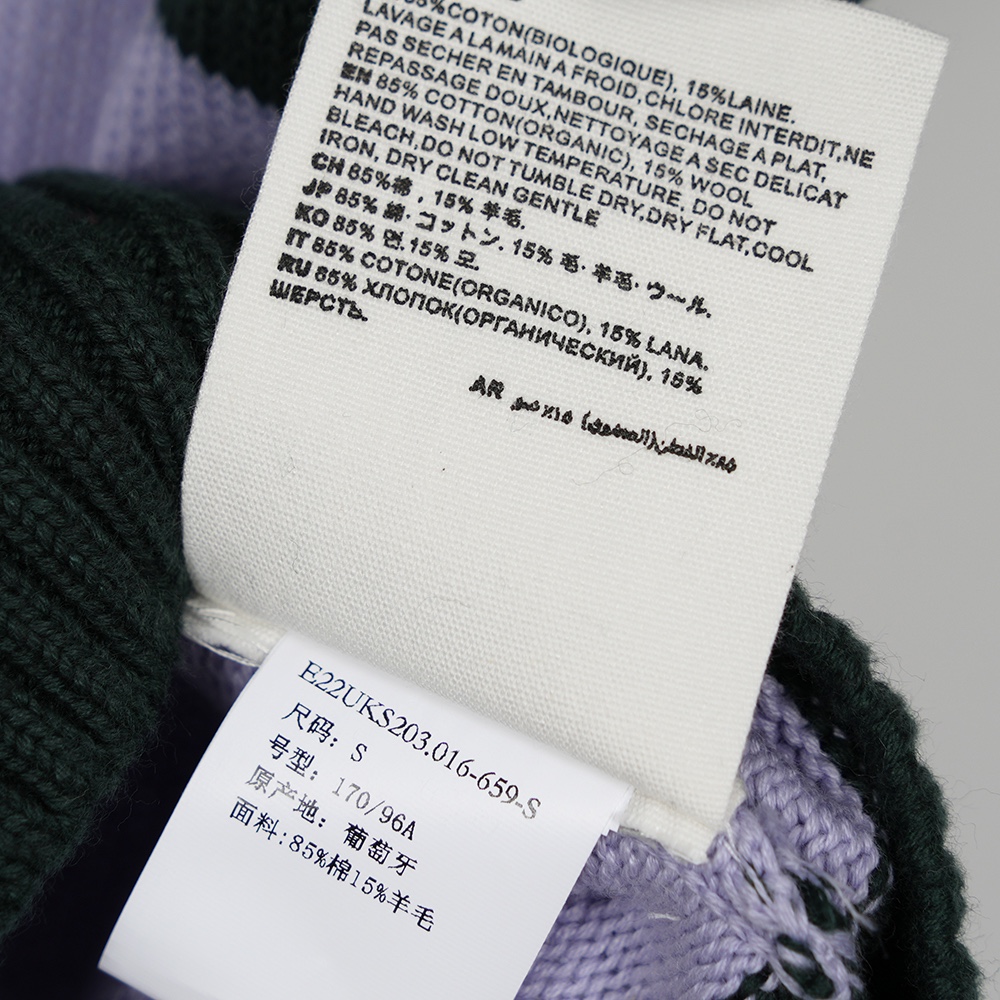 85%COTON(BIOLOGIQUE), 15%LAINE.
LAVAGE A LA MAIN A FROID,CHLORE INTERDIT,NE
PAS SECHER EN TAMBOUR, SECHAGE A PLAT,
REPASSAGE DOUX,NETTOYAGE A SEC DELICAT
EN 85% COTTON(ORGANIC), 15% WOOL
HAND WASH LOW TEMPERATURE, DO NOT
BLEACH,DO NOT TUMBLE DRY,DRY FLAT,COOL
IRON, DRY CLEAN GENTLE
CH 85%棉，15% 羊毛.
JP 85% 綿·コットン. 15% 毛·羊毛·ウール.
KO 85% 면.15% 모.
IT 85% COTONE(ORGANICO), 15% LANA.
RU 85% ХЛОПОК(ОРГАНИЧЕСКИЙ), 15%
ШЕРСТЬ.
AR
E22UKS203.016-659-S
尺码: S
号型: 170/96A
原产地: 葡萄牙
面料:85%棉15%羊毛